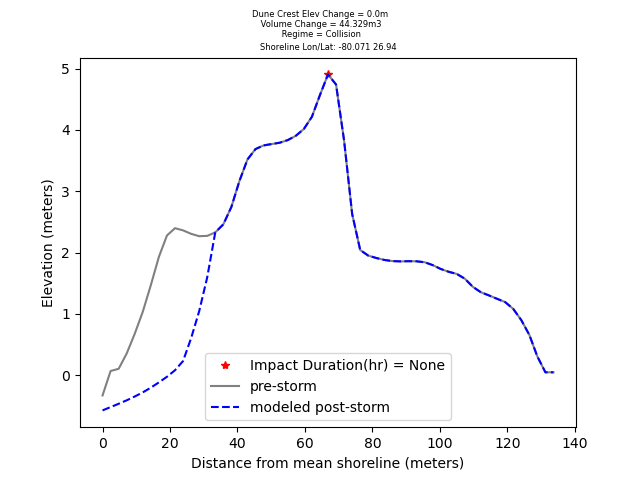 Dune Crest Elev Change = 0.0m
Volume Change = 44.329m3
Regime = Collision
Shoreline Lon/Lat: -80.071 26.94
5
4
3
2
1
0
Elevation (meters)
Impact Duration(hr) = None
pre-storm
modeled post-storm
0 20 40 60 80 100 120 140
Distance from mean shoreline (meters)